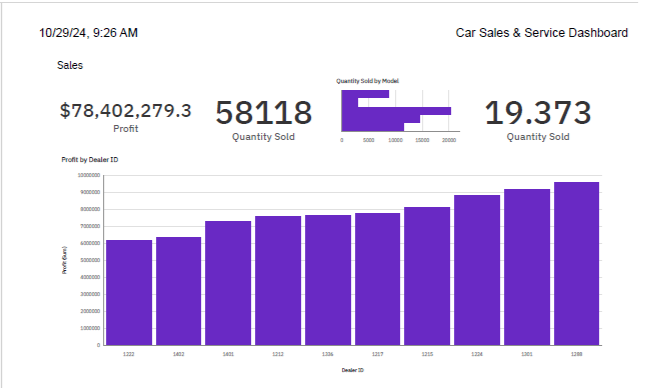 10/29/24, 9:26 AM
Car Sales & Service Dashboard
Sales
$78,402,279.3
Profit
58118
Quantity Sold
Quantity Sold by Model
0 5000 10000 15000 20000
19.373
Quantity Sold
Profit by Dealer ID
Profit (Sum)
10000000
9000000
8000000
7000000
6000000
5000000
4000000
3000000
2000000
1000000
0
1222 1402 1401 1212 1336 1217 1215 1224 1301 1288
Dealer ID